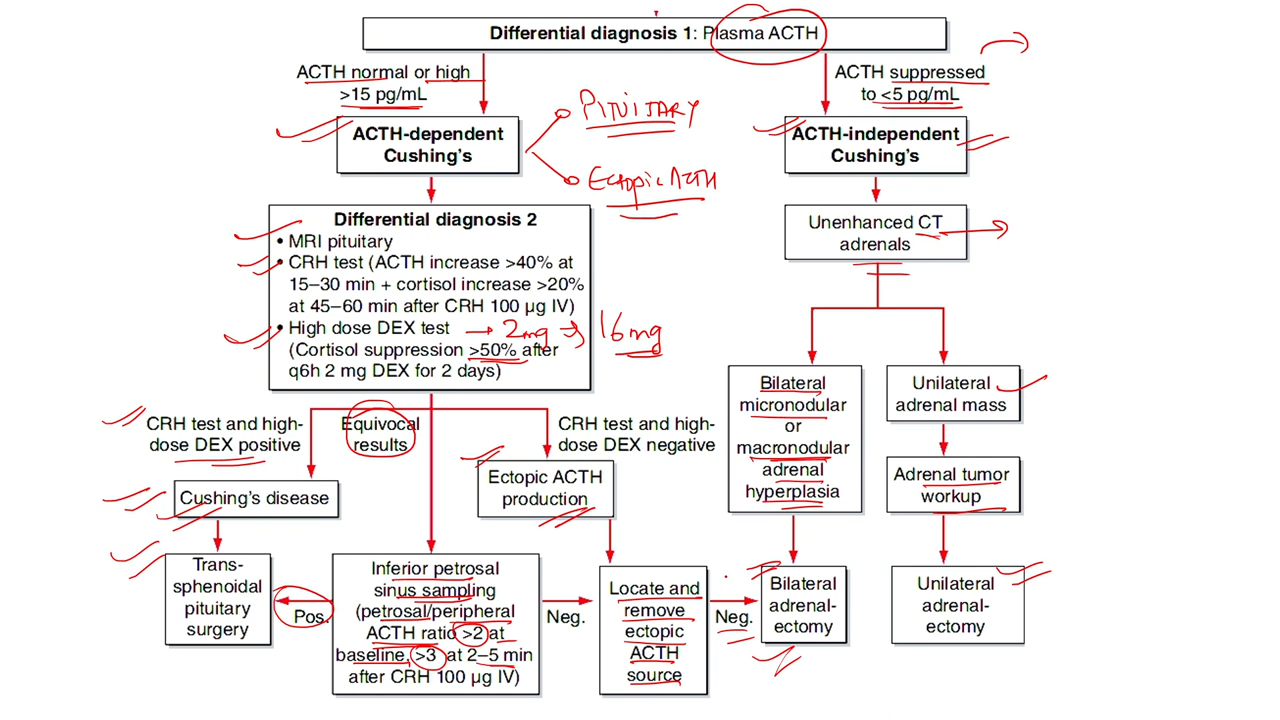 Differential diagnosis 1: Plasma ACTH
ACTH normal or high
>15 pg/mL
ACTH suppressed
to <5 pg/mL
ACTH-dependent
Cushing's
PITUITARY
Ectopic ACTH
ACTH-independent
Cushing's
Differential diagnosis 2
• MRI pituitary
• CRH test (ACTH increase >40% at
15–30 min + cortisol increase >20%
at 45–60 min after CRH 100 µg IV)
• High dose DEX test → 2mg → 16mg
(Cortisol suppression >50% after
q6h 2 mg DEX for 2 days)
Unenhanced CT
adrenals
CRH test and high-
dose DEX positive
Equivocal
results
CRH test and high-
dose DEX negative
Cushing's disease
Ectopic ACTH
production
Bilateral
micronodular
or
macronodular
adrenal
hyperplasia
Unilateral
adrenal mass
Adrenal tumor
workup
Trans-
sphenoidal
pituitary
surgery
Pos.
Inferior petrosal
sinus sampling
(petrosal/peripheral
ACTH ratio >2 at
baseline, >3 at 2–5 min
after CRH 100 µg IV)
Neg.
Locate and
remove
ectopic
ACTH
source
Neg.
Bilateral
adrenal-
ectomy
Unilateral
adrenal-
ectomy